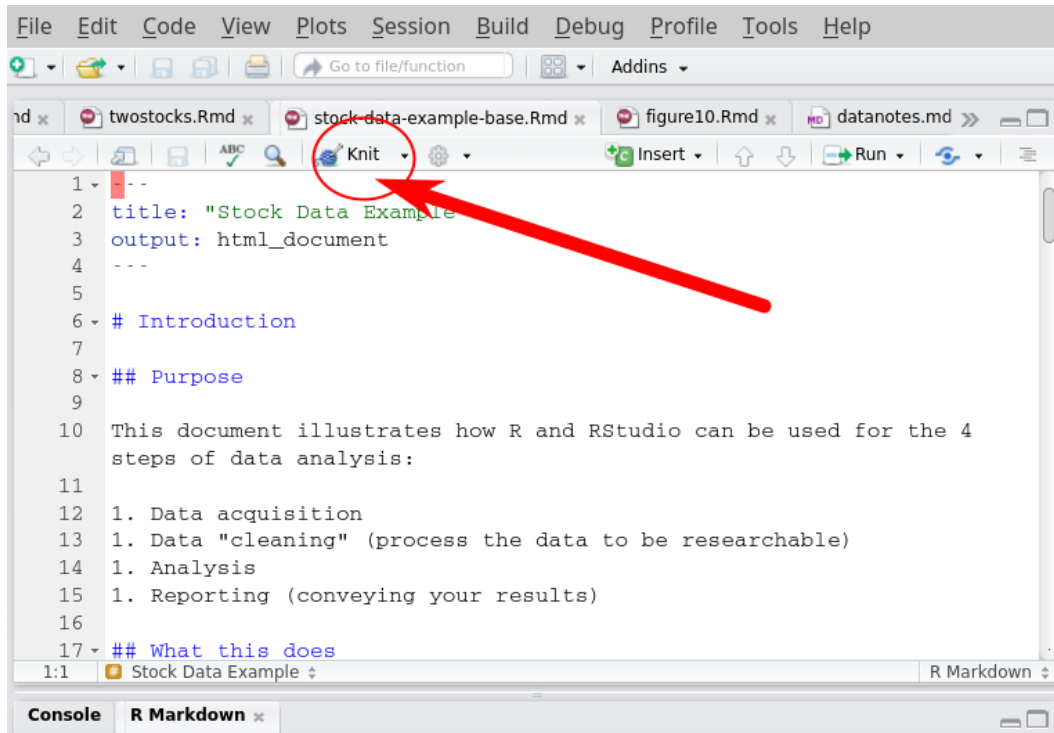 File Edit Code View Plots Session Build Debug Profile Tools Help
Go to file/function Addins
nd twostocks.Rmd stock-data-example-base.Rmd figure10.Rmd MD datanotes.md
ABC Knit C Insert Run
1 ---
2 title: "Stock Data Example
3 output: html_document
4 ---
5
6 # Introduction
7
8 ## Purpose
9
10 This document illustrates how R and RStudio can be used for the 4
steps of data analysis:
11
12 1. Data acquisition
13 1. Data "cleaning" (process the data to be researchable)
14 1. Analysis
15 1. Reporting (conveying your results)
16
17 ## What this does
1:1 # Stock Data Example R Markdown
Console R Markdown